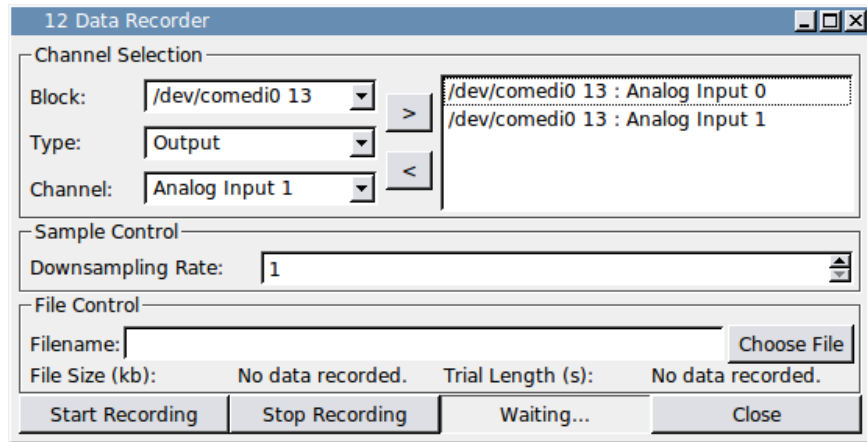 12 Data Recorder
Channel Selection
Block: /dev/comedi0 13
Type: Output
Channel: Analog Input 1
>
<
/dev/comedi0 13 : Analog Input 0
/dev/comedi0 13 : Analog Input 1
Sample Control
Downsampling Rate: 1
File Control
Filename: Choose File
File Size (kb): No data recorded. Trial Length (s): No data recorded.
Start Recording Stop Recording Waiting... Close